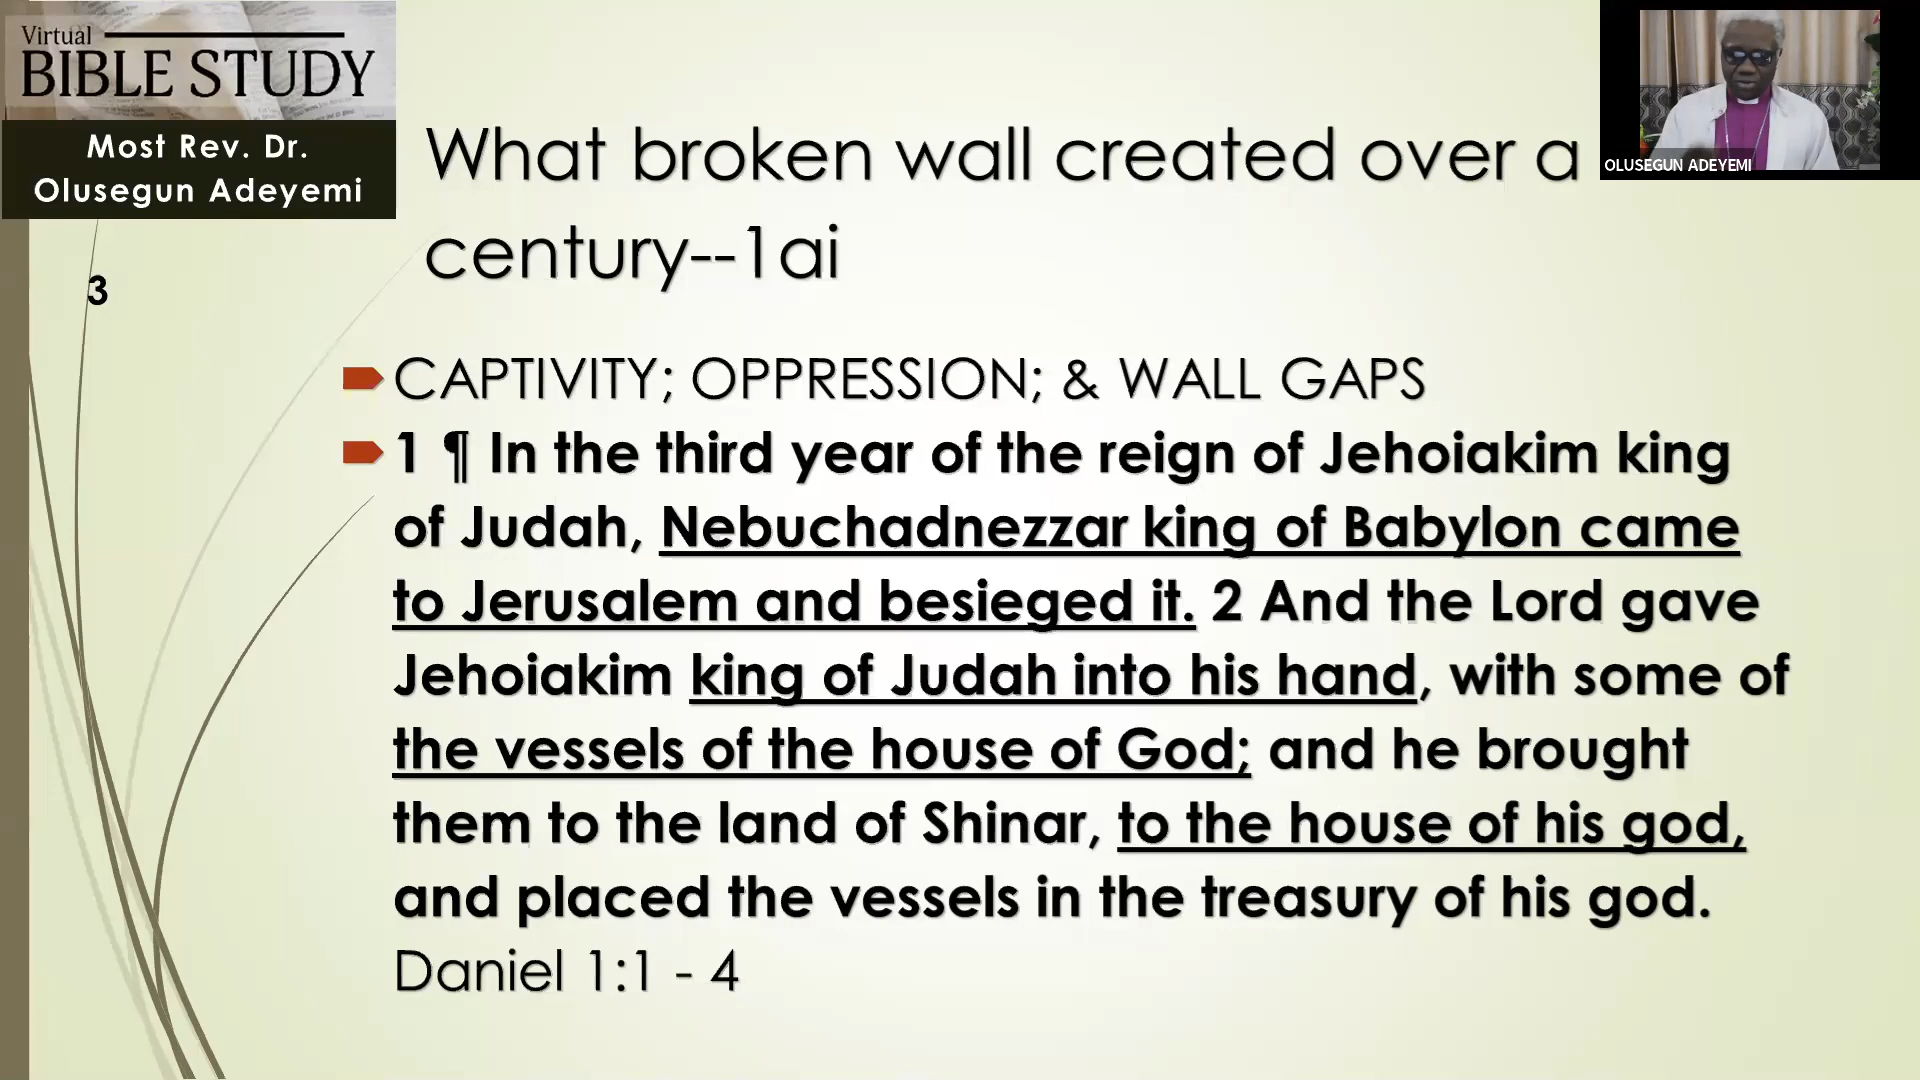 Virtual
BIBLE STUDY
Most Rev. Dr.
Olusegun Adeyemi
OLUSEGUN ADEYEMI
What broken wall created over a
century--1ai
3
CAPTIVITY; OPPRESSION; & WALL GAPS
1 ¶ In the third year of the reign of Jehoiakim king
of Judah, Nebuchadnezzar king of Babylon came
to Jerusalem and besieged it. 2 And the Lord gave
Jehoiakim king of Judah into his hand, with some of
the vessels of the house of God; and he brought
them to the land of Shinar, to the house of his god,
and placed the vessels in the treasury of his god.
Daniel 1:1 - 4